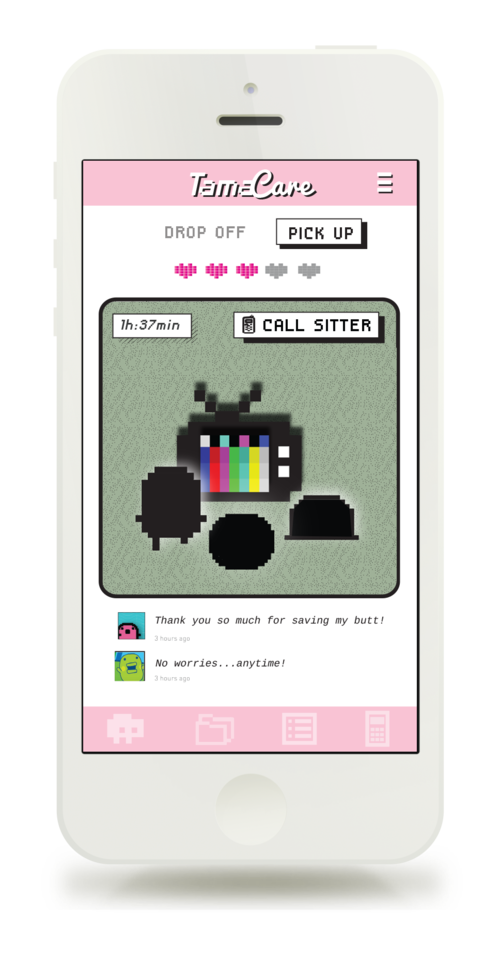 TamaCare
DROP OFF
PICK UP
1h:37min
CALL SITTER
Thank you so much for saving my butt!
3 hours ago
No worries...anytime!
3 hours ago